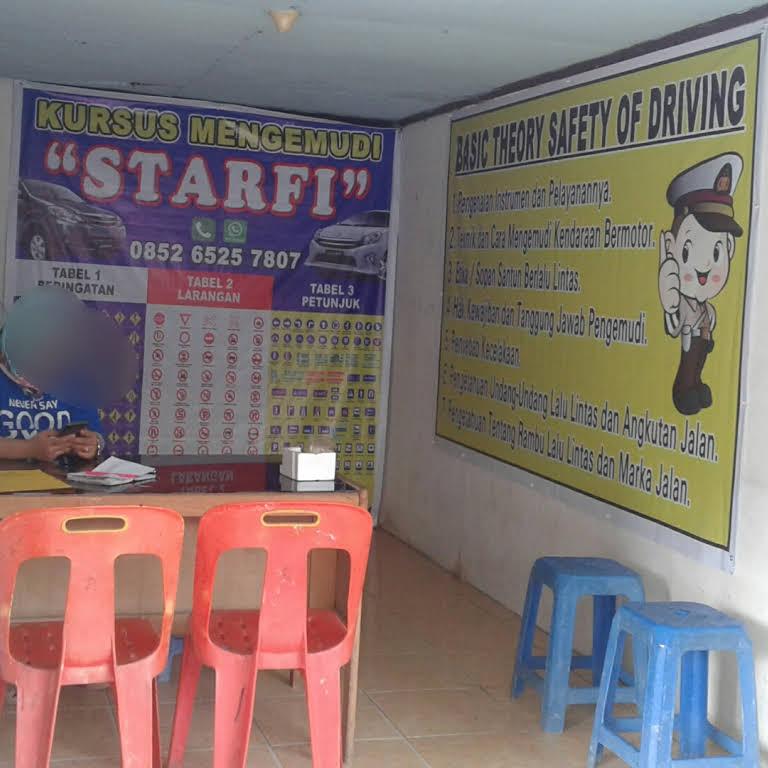 KURSUS MENGEMUDI
"STARFI"
0852 6525 7807
TABEL 1
PERINGATAN
TABEL 2
LARANGAN
TABEL 3
PETUNJUK
NEVER SAY
GOOD
BASIC THEORY SAFETY OF DRIVING
1. Pengenalan Instrumen dan Pelayanannya.
2. Teknik dan Cara Mengemudi Kendaraan Bermotor.
3. Etika / Sopan Santun Berlalu Lintas.
4. Hak Kewajiban dan Tanggung Jawab Pengemudi.
5. Penyebab Kecelakaan.
6. Pengetahuan Undang-Undang Lalu Lintas dan Angkutan Jalan.
7. Pengetahuan Tentang Rambu Lalu Lintas dan Marka Jalan.